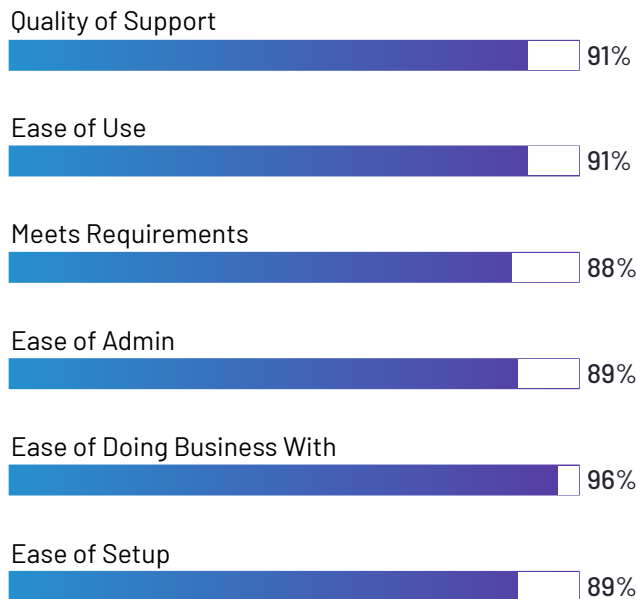 Quality of Support
91%
Ease of Use
91%
Meets Requirements
88%
Ease of Admin
89%
Ease of Doing Business With
96%
Ease of Setup
89%